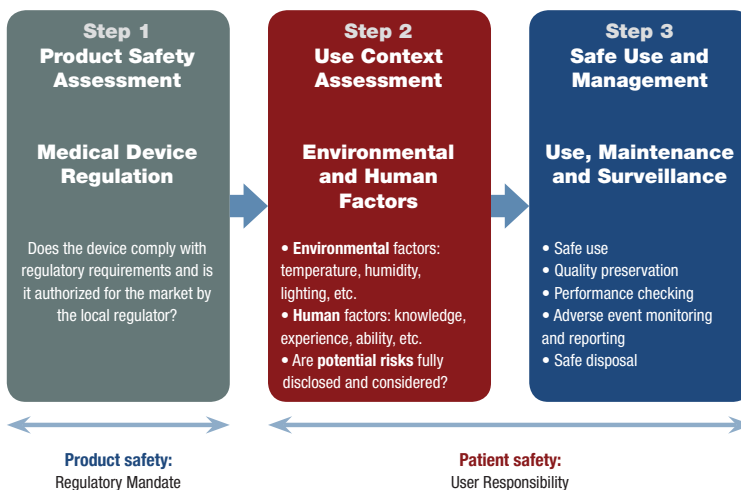 Step 1
Product Safety
Assessment
Medical Device
Regulation
Does the device comply with
regulatory requirements and is
it authorized for the market by
the local regulator?
Step 2
Use Context
Assessment
Environmental
and Human
Factors
• Environmental factors:
temperature, humidity,
lighting, etc.
• Human factors: knowledge,
experience, ability, etc.
• Are potential risks fully
disclosed and considered?
Step 3
Safe Use and
Management
Use, Maintenance
and Surveillance
• Safe use
• Quality preservation
• Performance checking
• Adverse event monitoring
and reporting
• Safe disposal
Product safety:
Regulatory Mandate
Patient safety:
User Responsibility